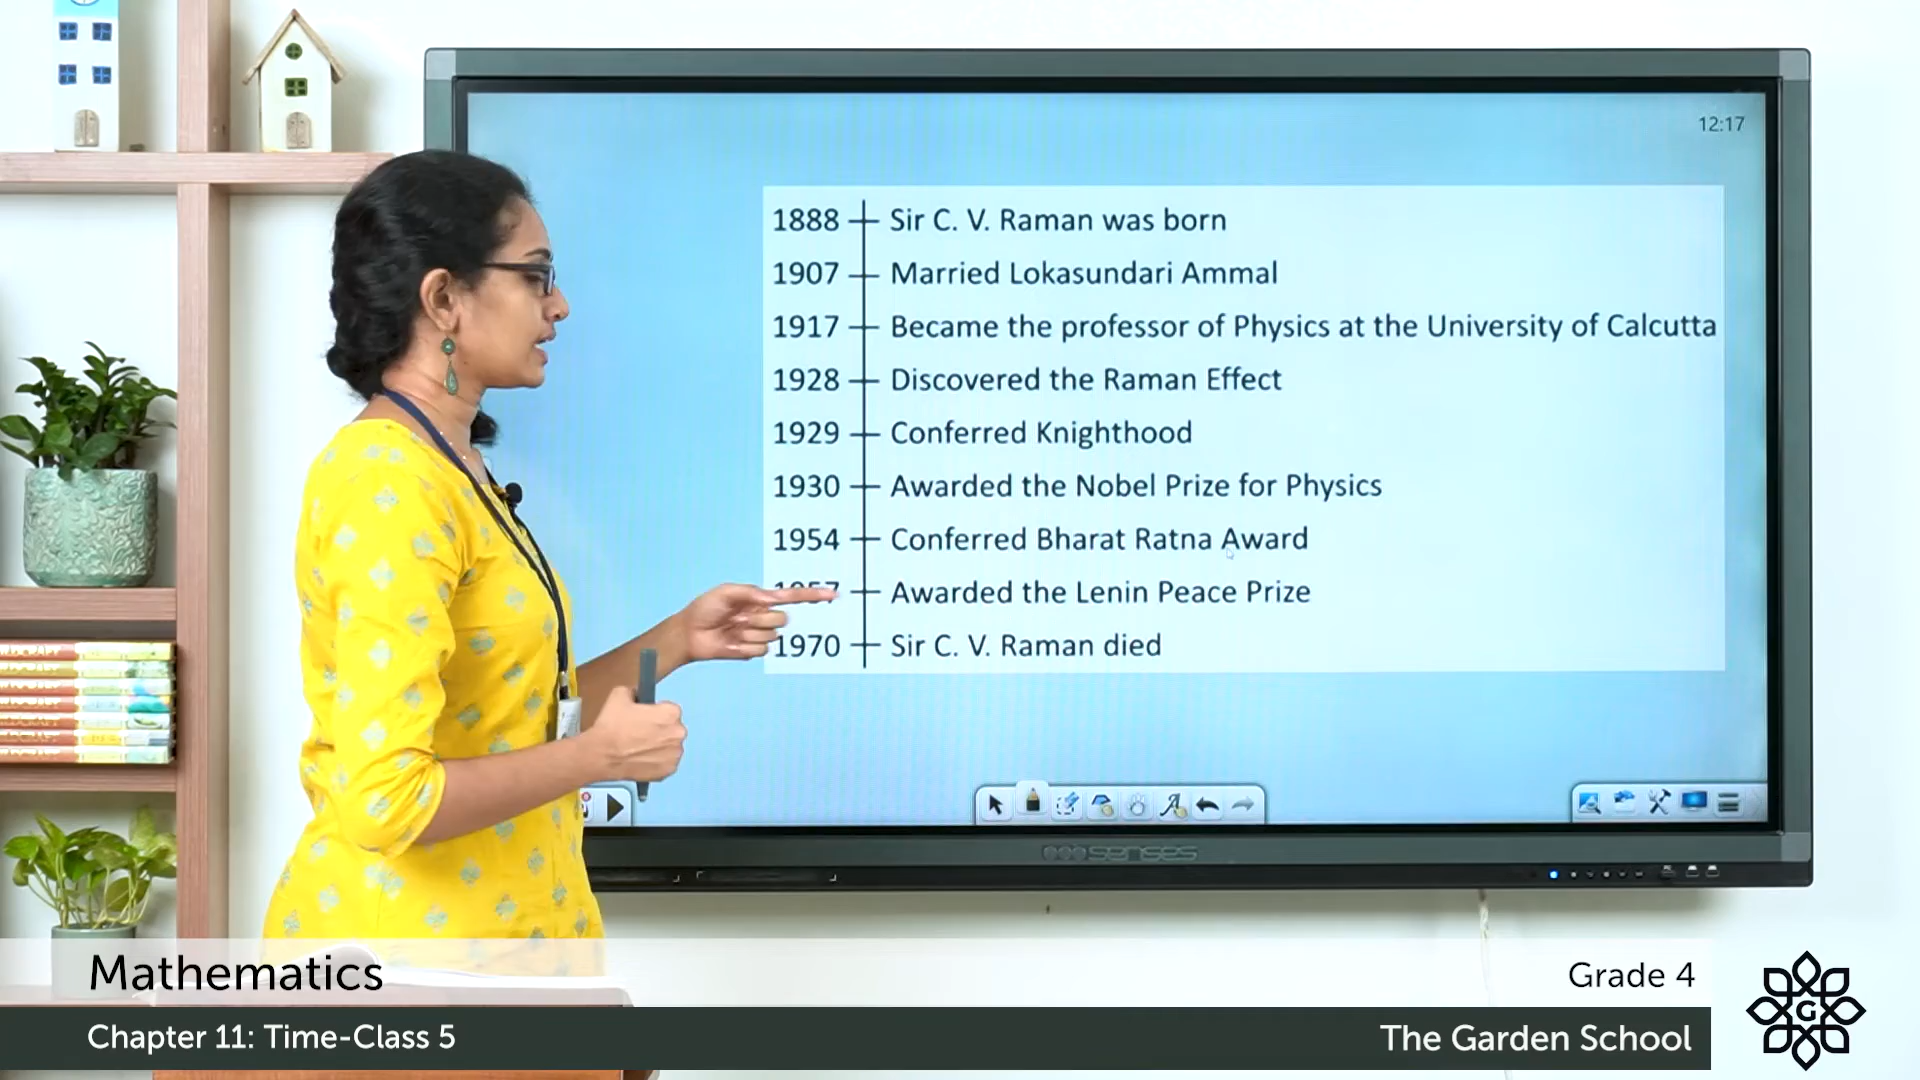 12:17
1888 Sir C. V. Raman was born
1907 Married Lokasundari Ammal
1917 Became the professor of Physics at the University of Calcutta
1928 Discovered the Raman Effect
1929 Conferred Knighthood
1930 Awarded the Nobel Prize for Physics
1954 Conferred Bharat Ratna Award
1957 Awarded the Lenin Peace Prize
1970 Sir C. V. Raman died
senses
Mathematics
Grade 4
Chapter 11: Time-Class 5
The Garden School
G